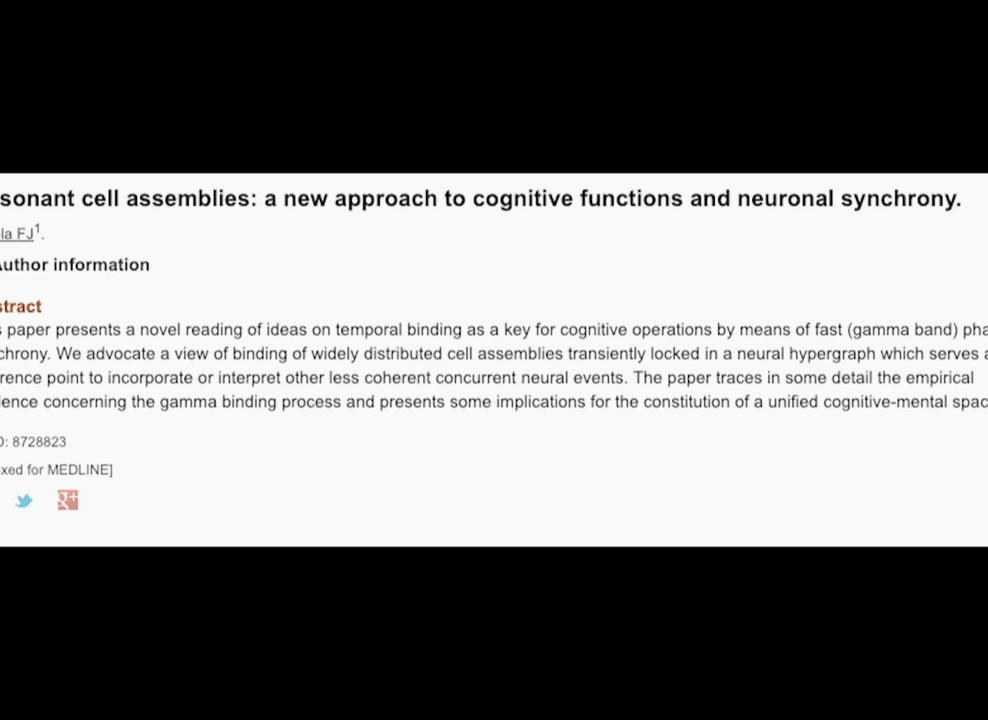 sonant cell assemblies: a new approach to cognitive functions and neuronal synchrony.
la FJ1.
Author information
stract
s paper presents a novel reading of ideas on temporal binding as a key for cognitive operations by means of fast (gamma band) pha
chrony. We advocate a view of binding of widely distributed cell assemblies transiently locked in a neural hypergraph which serves a
rence point to incorporate or interpret other less coherent concurrent neural events. The paper traces in some detail the empirical
lence concerning the gamma binding process and presents some implications for the constitution of a unified cognitive-mental spac
D: 8728823
xed for MEDLINE]
g+